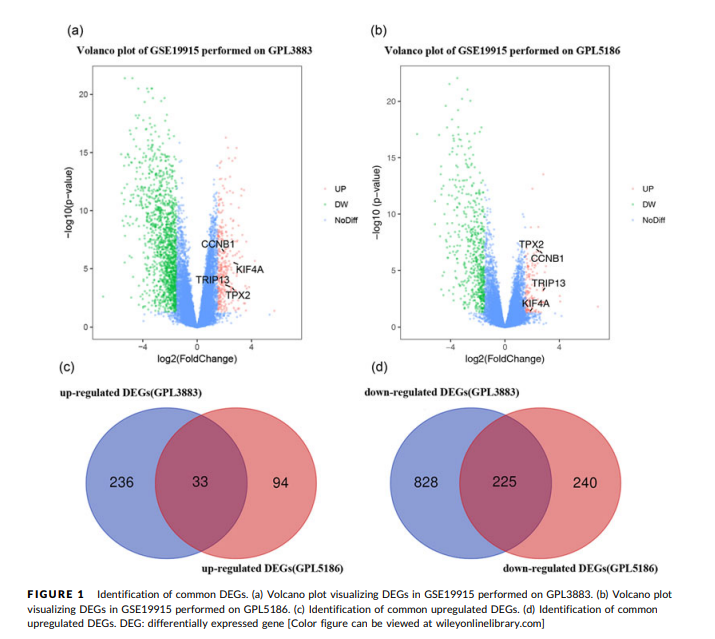 (a)
Volanco plot of GSE19915 performed on GPL3883
−log10(p−value)
20
15
10
5
0
−4
0
4
log2(FoldChange)
CCNB1
KIF4A
TRIP13
TPX2
UP
DW
NoDiff
(b)
Volanco plot of GSE19915 performed on GPL5186
−log10 (p−value)
20
15
10
5
0
−4
0
4
log2(FoldChange)
TPX2
CCNB1
TRIP13
KIF4A
UP
DW
NoDiff
(c)
up-regulated DEGs(GPL3883)
236
33
94
up-regulated DEGs(GPL5186)
(d)
down-regulated DEGs(GPL3883)
828
225
240
down-regulated DEGs(GPL5186)
FIGURE 1 Identification of common DEGs. (a) Volcano plot visualizing DEGs in GSE19915 performed on GPL3883. (b) Volcano plot
visualizing DEGs in GSE19915 performed on GPL5186. (c) Identification of common upregulated DEGs. (d) Identification of common
upregulated DEGs. DEG: differentially expressed gene [Color figure can be viewed at wileyonlinelibrary.com]